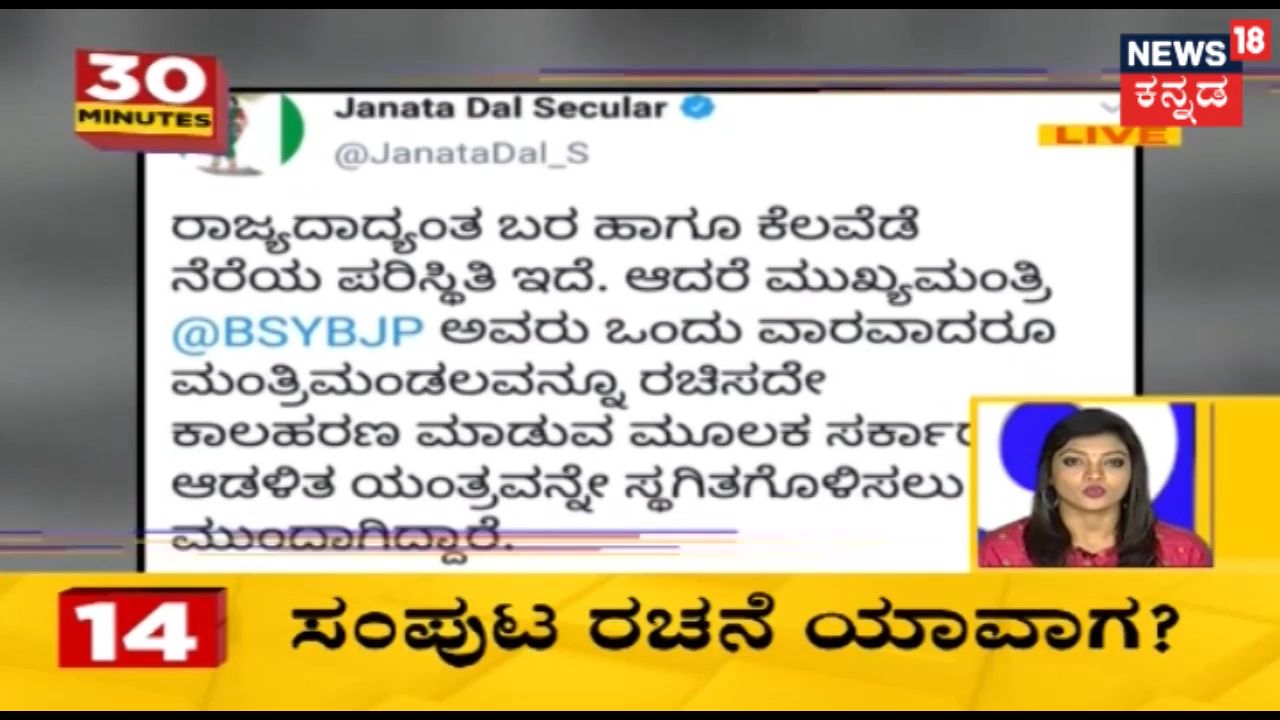 30
MINUTES
NEWS 18
ಕನ್ನಡ
LIVE
Janata Dal Secular
@JanataDal_S
ರಾಜ್ಯದಾದ್ಯಂತ ಬರ ಹಾಗೂ ಕೆಲವೆಡೆ
ನೆರೆಯ ಪರಿಸ್ಥಿತಿ ಇದೆ. ಆದರೆ ಮುಖ್ಯಮಂತ್ರಿ
@BSYBJP ಅವರು ಒಂದು ವಾರವಾದರೂ
ಮಂತ್ರಿಮಂಡಲವನ್ನೂ ರಚಿಸದೇ
ಕಾಲಹರಣ ಮಾಡುವ ಮೂಲಕ
ಆಡಳಿತ ಯಂತ್ರವನ್ನೇ ಸ್ಥಗಿತಗೊಳಿಸಲು
ಮುಂದಾಗಿದ್ದಾರೆ.
14 ಸಂಪುಟ ರಚನೆ ಯಾವಾಗ?